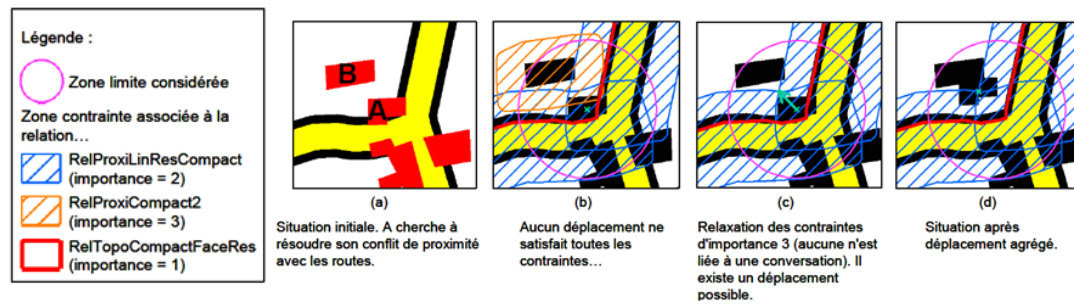 Légende :
Zone limite considérée
Zone contrainte associée à la
relation…
RelProxiLinResCompact
(importance = 2)
RelProxiCompact2
(importance = 3)
RelTopoCompactFaceRes
(importance = 1)
B
A
(a)
Situation initiale. A cherche à
résoudre son conflit de proximité
avec les routes.
(b)
Aucun déplacement ne
satisfait toutes les
contraintes…
(c)
Relaxation des contraintes
d'importance 3 (aucune n'est
liée à une conversation). Il
existe un déplacement
possible.
(d)
Situation après
déplacement agrégé.